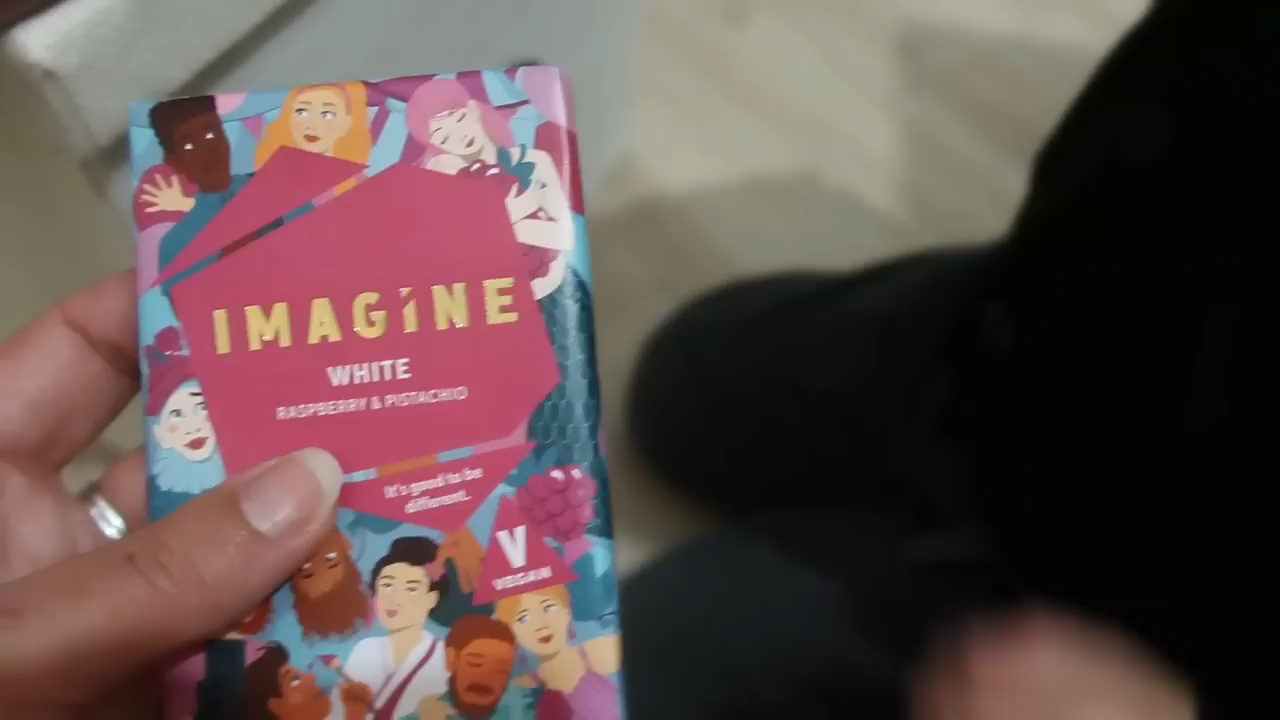 IMAGINE
WHITE
RASPBERRY & PISTACHIO
It's good to be
different.
V
VEGAN